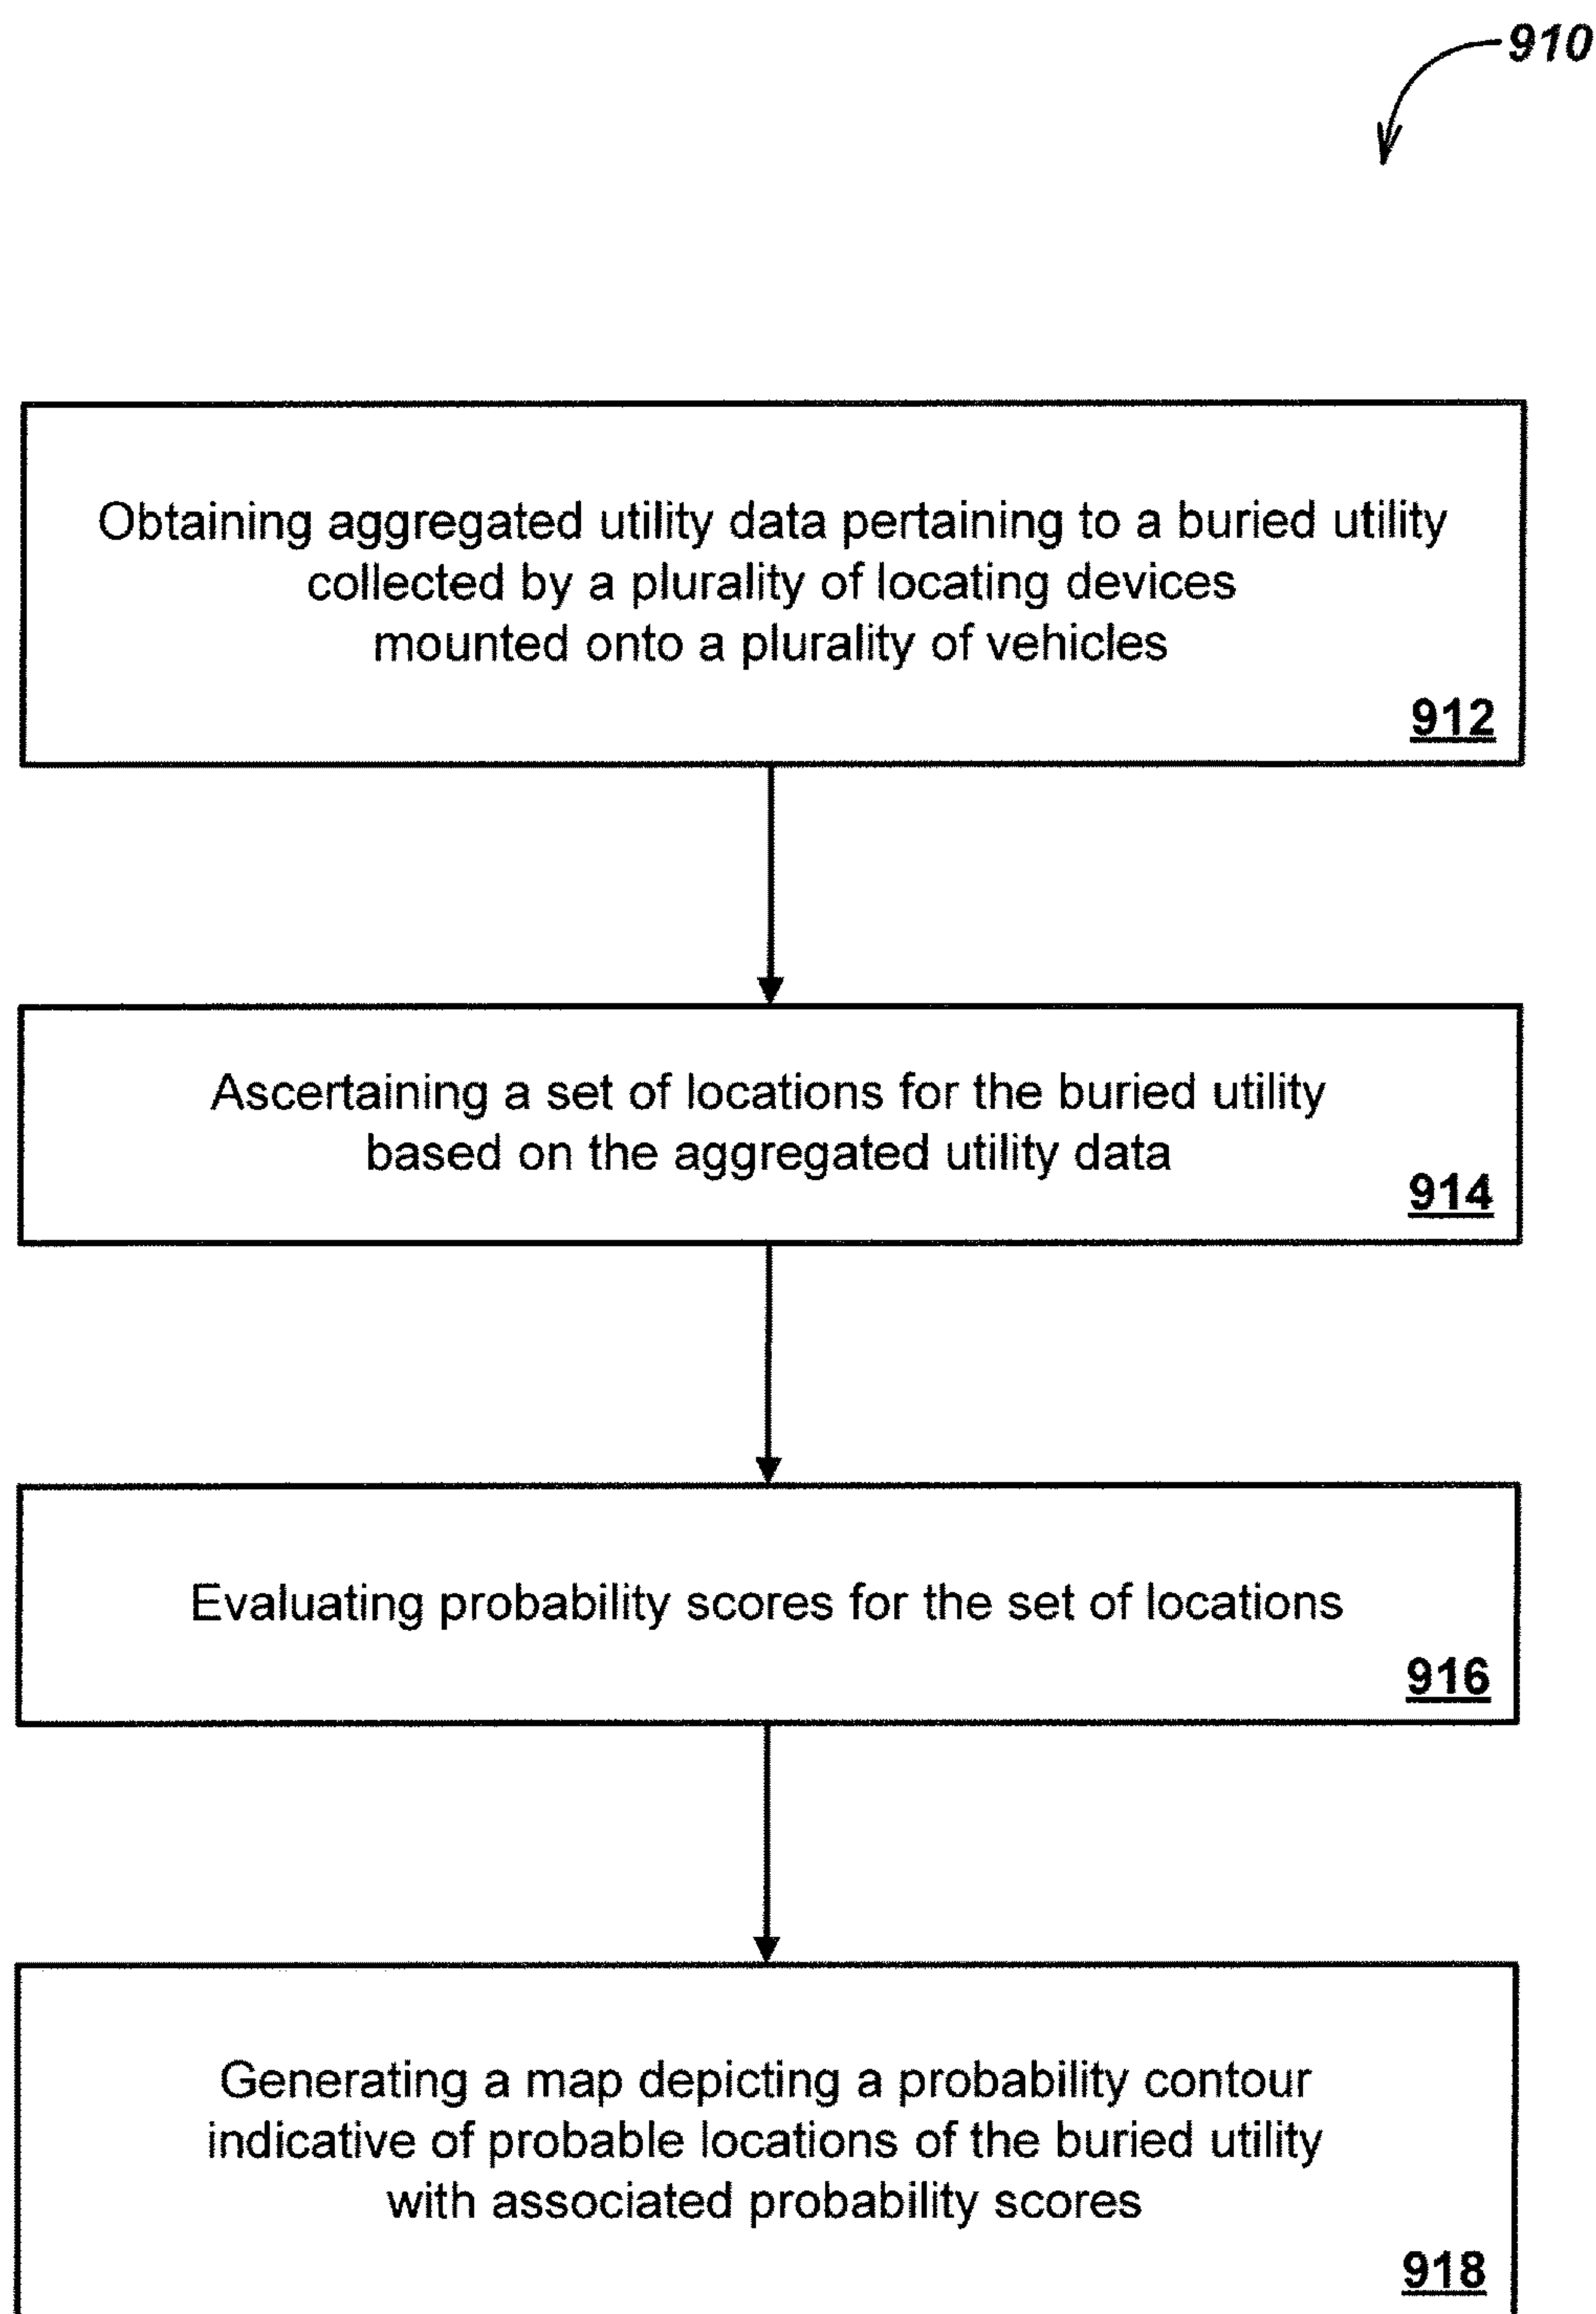 910
Obtaining aggregated utility data pertaining to a buried utility
collected by a plurality of locating devices
mounted onto a plurality of vehicles
912
Ascertaining a set of locations for the buried utility
based on the aggregated utility data
914
Evaluating probability scores for the set of locations
916
Generating a map depicting a probability contour
indicative of probable locations of the buried utility
with associated probability scores
918